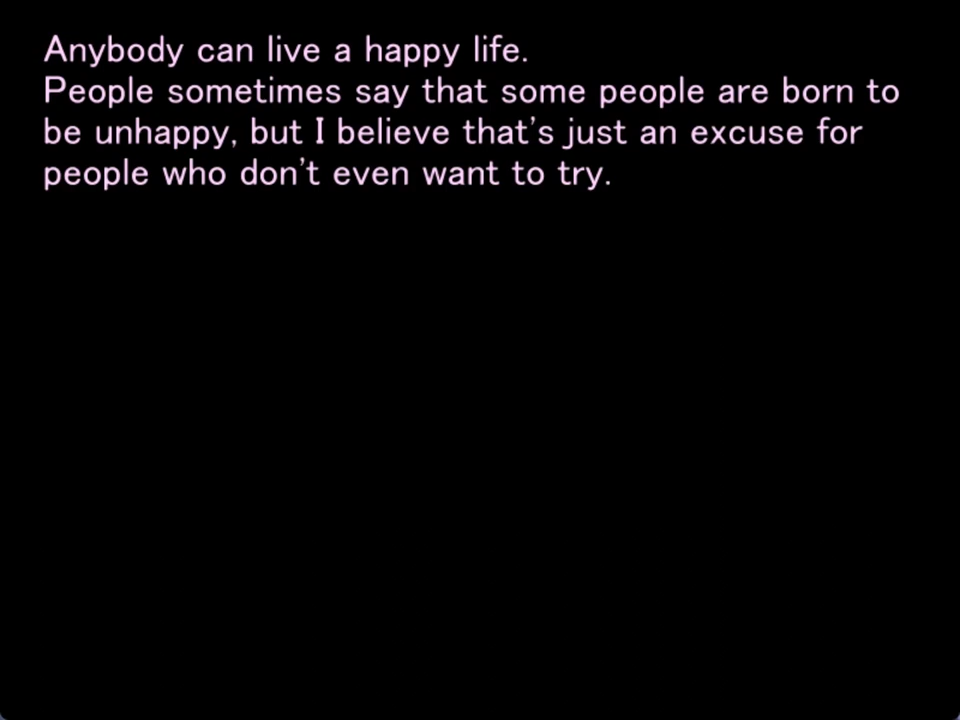 Anybody can live a happy life.
People sometimes say that some people are born to
be unhappy, but I believe that's just an excuse for
people who don't even want to try.